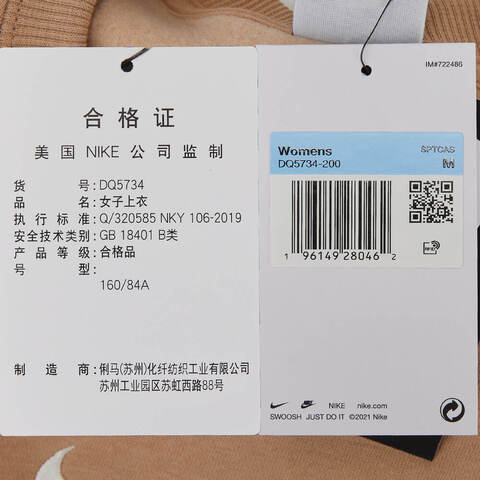 合格证
美国 NIKE 公司监制
货号:DQ5734
品名:女子上衣
执行标准:Q/320585 NKY 106-2019
安全技术类别:GB 18401 B类
产品等级:合格品
号型:
160/84A
制造商:俐马(苏州)化纤纺织工业有限公司
苏州工业园区苏虹西路88号
IM#722486
Womens SPTCAS
DQ5734-200 M
1 96149 28046 2
RFID
NIKE Nike.com
SWOOSH JUST DO IT ©2021 Nike